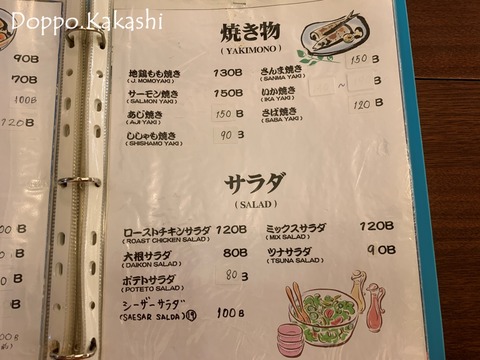 Doppo.Kakashi
90B
70B
100B
120B
00B
00B
00B
00B
焼き物
(YAKIMONO)
地鶏もも焼き 130B
(J. MOMOYAKI)
サーモン焼き 150B
(SALMON YAKI)
あじ焼き 150 B
(AJI YAKI)
ししゃも焼き 90 B
(SHISHAMO YAKI)
さんま焼き 150 B
(SANMA YAKI)
いか焼き ~ B
(IKA YAKI)
さば焼き 120 B
(SABA YAKI)
サラダ
(SALAD)
ローストチキンサラダ 120B
(ROAST CHICKEN SALAD)
大根サラダ 80B
(DAIKON SALAD)
ポテトサラダ 80 B
(POTETO SALAD)
シーザーサラダ
(SAESAR SALDA) ⑲ 100B
ミックスサラダ 120B
(MIX SALAD)
ツナサラダ 90B
(TSUNA SALAD)